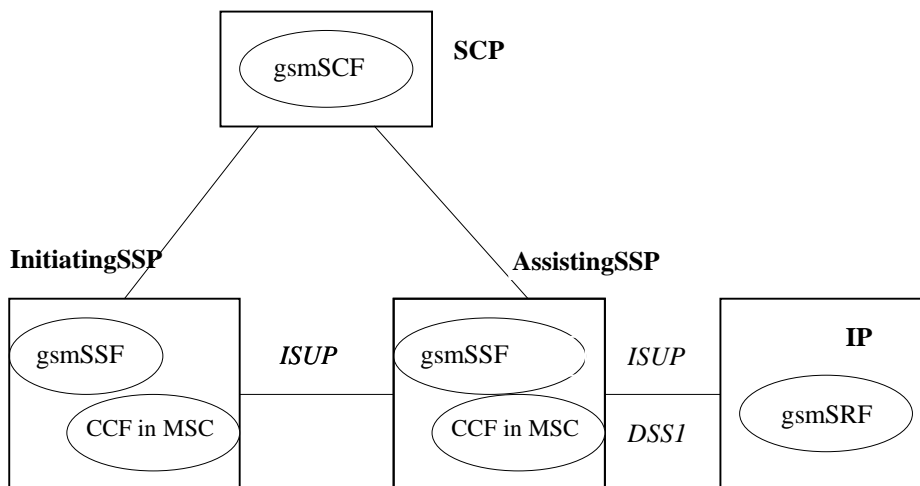 SCP
gsmSCF
InitiatingSSP
AssistingSSP
gsmSSF
CCF in MSC
ISUP
gsmSSF
CCF in MSC
ISUP
DSS1
IP
gsmSRF